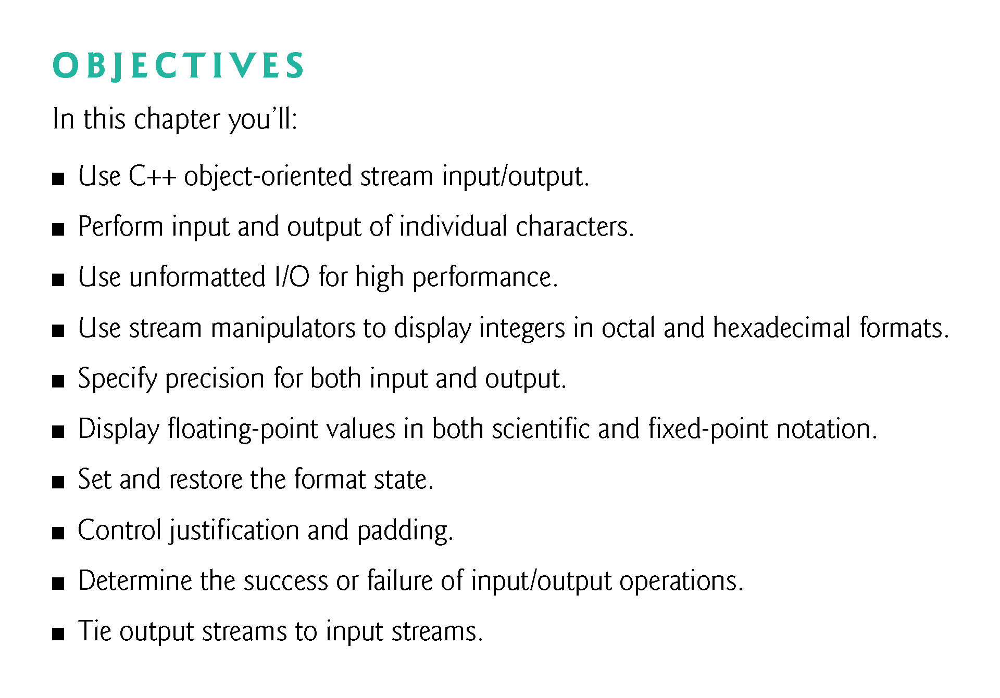 OBJECTIVES
In this chapter you’ll:
■ Use C++ object-oriented stream input/output.
■ Perform input and output of individual characters.
■ Use unformatted I/O for high performance.
■ Use stream manipulators to display integers in octal and hexadecimal formats.
■ Specify precision for both input and output.
■ Display floating-point values in both scientific and fixed-point notation.
■ Set and restore the format state.
■ Control justification and padding.
■ Determine the success or failure of input/output operations.
■ Tie output streams to input streams.